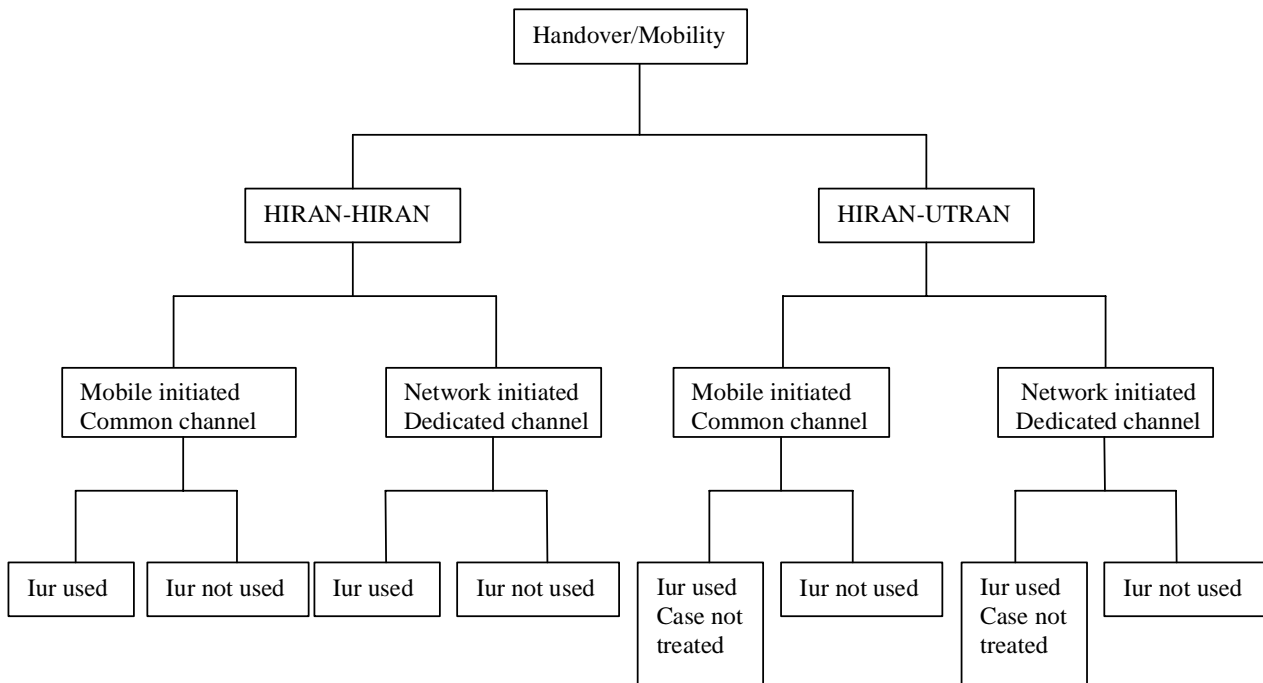 Handover/Mobility
HIRAN-HIRAN
HIRAN-UTRAN
Mobile initiated
Common channel
Network initiated
Dedicated channel
Mobile initiated
Common channel
Network initiated
Dedicated channel
Iur used
Iur not used
Iur used
Iur not used
Iur used
Case not
treated
Iur not used
Iur used
Case not
treated
Iur not used